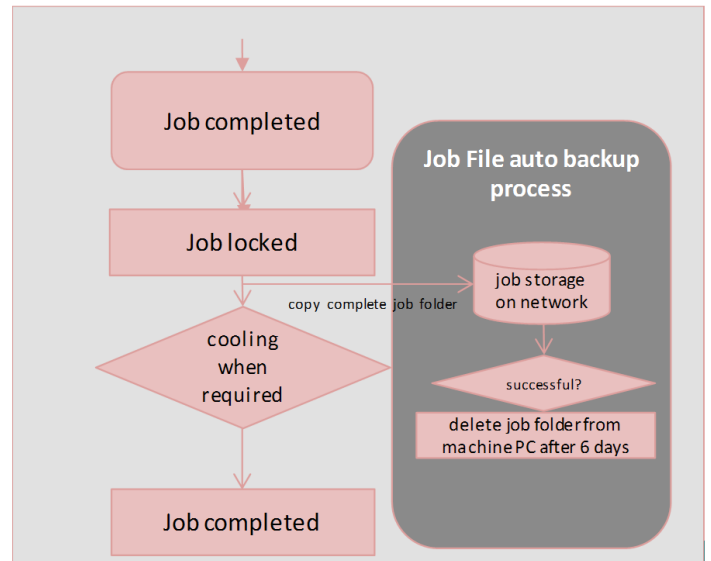 Job completed
Job File auto backup
process
Job locked
job storage
on network
copy complete job folder
cooling
when
required
successful?
delete job folder from
machine PC after 6 days
Job completed